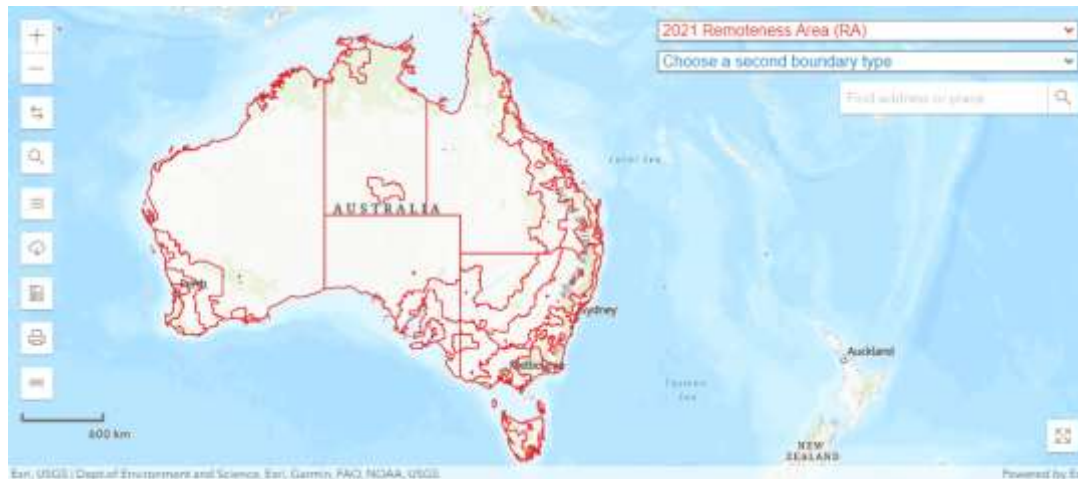 2021 Remoteness Area (RA)
Choose a second boundary type
Find address or place
Coral Sea
AUSTRALIA
Perth
Sydney
Melbourne
Auckland
Tasman
Sea
600 km
NEW
ZEALAND
Esri, USGS | Dept of Environment and Science, Esri, Garmin, FAO, NOAA, USGS
Powered by Es